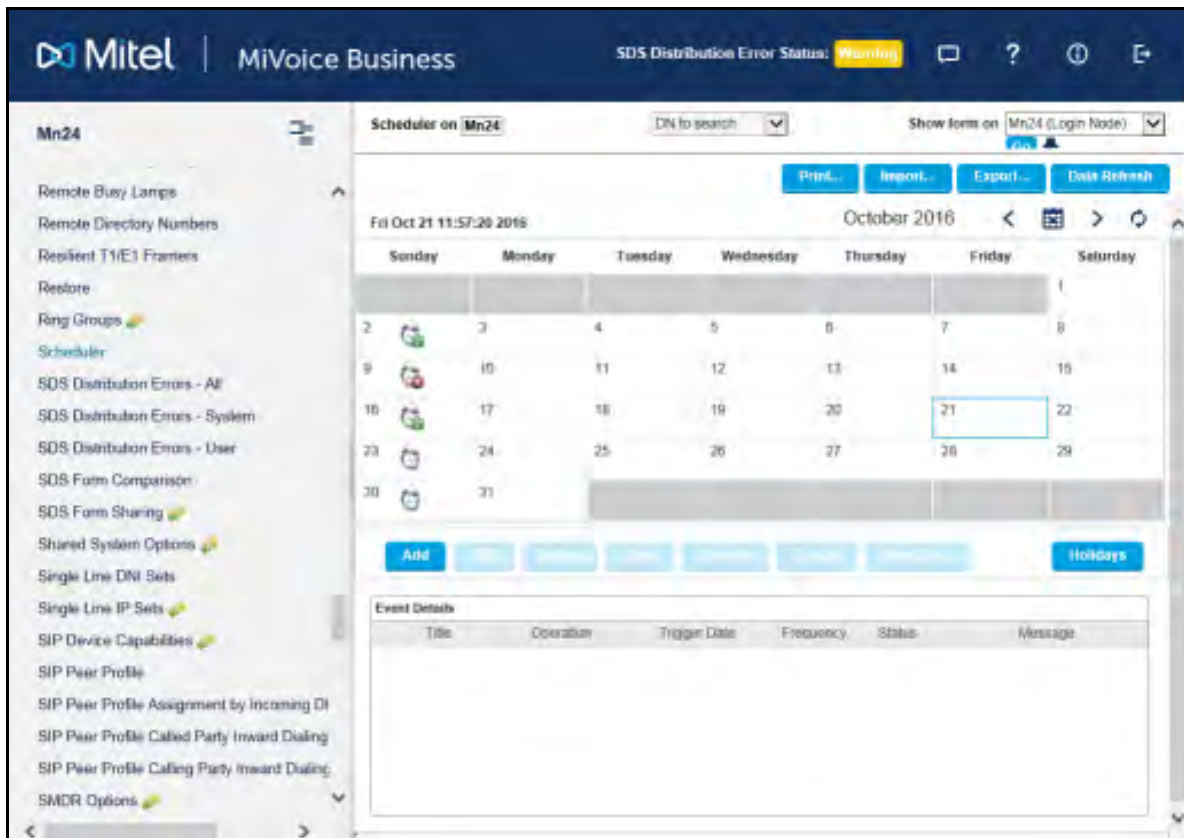 Mitel | MiVoice Business
SDS Distribution Error Status: Warning
Mn24
Remote Busy Lamps
Remote Directory Numbers
Resilient T1/E1 Framers
Restore
Ring Groups
Scheduler
SDS Distribution Errors - All
SDS Distribution Errors - System
SDS Distribution Errors - User
SDS Form Comparison
SDS Form Sharing
Shared System Options
Single Line DNI Sets
Single Line IP Sets
SIP Device Capabilities
SIP Peer Profile
SIP Peer Profile Assignment by Incoming DI
SIP Peer Profile Called Party Inward Dialing
SIP Peer Profile Calling Party Inward Dialing
SMDR Options
Scheduler on Mn24
DN to search
Show form on Mn24 (Login Node)
Go
Print... Import... Export... Data Refresh
Fri Oct 21 11:57:20 2016
October 2016
Sunday Monday Tuesday Wednesday Thursday Friday Saturday
1
2 3 4 5 6 7 8
9 10 11 12 13 14 15
16 17 18 19 20 21 22
23 24 25 26 27 28 29
30 31
Add
Holidays
Event Details
Title Operation Trigger Date Frequency Status Message